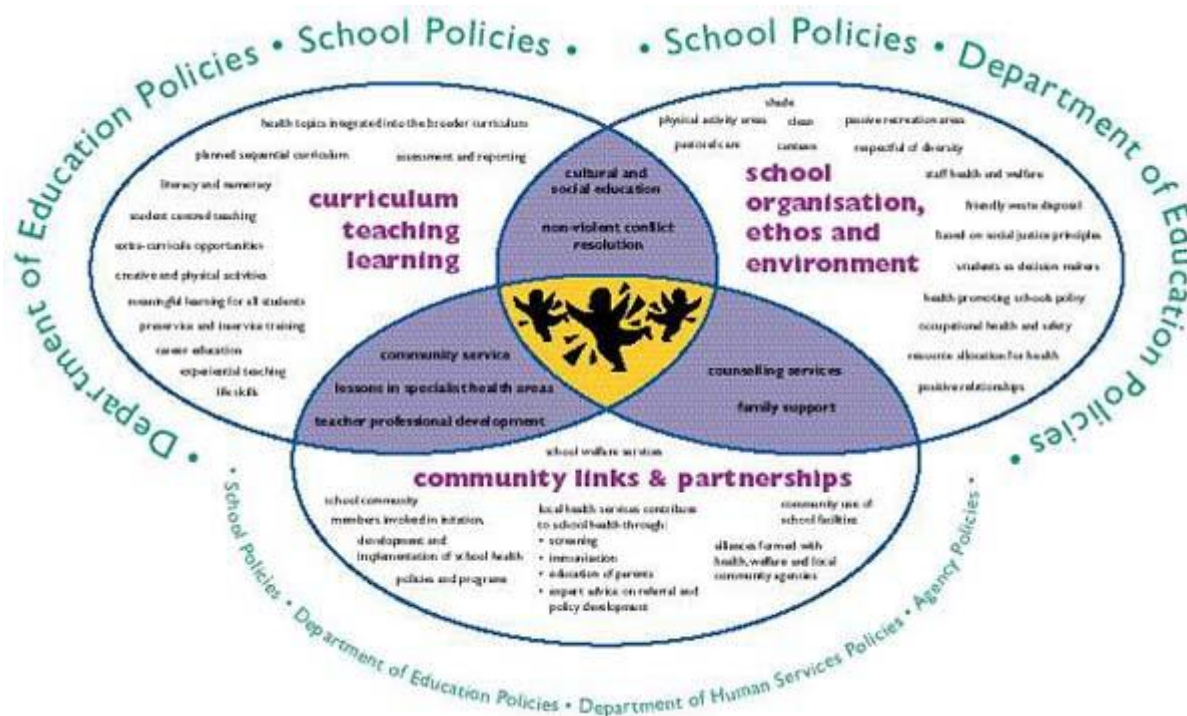 Department of Education Policies • School Policies •
• School Policies • Department of Education Policies •
health topics integrated into the broader curriculum
planned sequential curriculum
assessment and reporting
literacy and numeracy
student centred teaching
extra-curricula opportunities
creative and physical activities
meaningful learning for all students
preservice and inservice training
career education
experiential teaching
life skills
curriculum
teaching
learning
cultural and
social education
non-violent conflict
resolution
shade
physical activity areas
clean
passive recreation areas
pastoral care
canteen
respectful of diversity
school
organisation,
ethos and
environment
staff health and welfare
friendly waste disposal
based on social justice principles
students as decision makers
health promoting schools policy
occupational health and safety
resource allocation for health
positive relationships
community service
lessons in specialist health areas
teacher professional development
counselling services
family support
school welfare services
community links & partnerships
school community
members involved in initation,
development and
implementation of school health
policies and programs
local health services contribute
to school health through:
• screening
• immunisation
• education of parents
• expert advice on referral and
policy development
community use of
school facilities
alliances formed with
health, welfare and local
community agencies
• School Policies • Department of Education Policies • Department of Human Services Policies • Agency Policies •